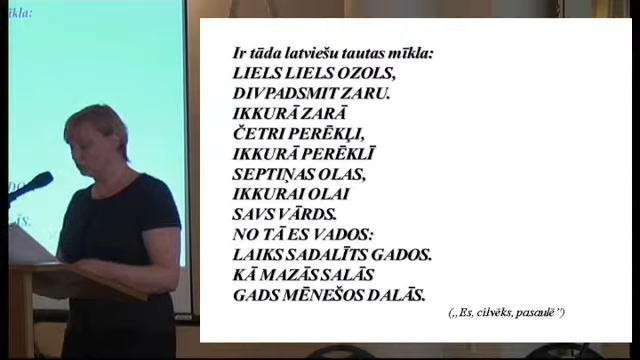 īkla:
Ir tāda latviešu tautas mīkla:
LIELS LIELS OZOLS,
DIVPADSMIT ZARU.
IKKURĀ ZARĀ
ČETRI PERĒKĻI,
IKKURĀ PERĒKLĪ
SEPTIŅAS OLAS,
IKKURAI OLAI
SAVS VĀRDS.
NO TĀ ES VADOS:
LAIKS SADALĪTS GADOS.
KĀ MAZĀS SALĀS
GADS MĒNEŠOS DALĀS.
(„Es, cilvēks, pasaulē”)